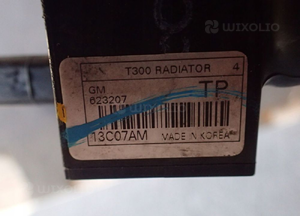 WIXOLIO
T300 RADIATOR 4
GM
623207
TP
13C07AM MADE IN KOREA